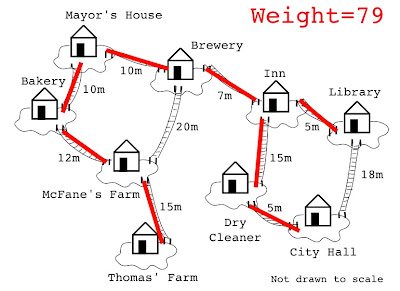 Mayor's House
Weight=79
Brewery
Bakery
10m
10m
Inn
7m
Library
5m
20m
12m
15m
18m
McFane's Farm
15m
5m
Dry
Cleaner
City Hall
Thomas' Farm
Not drawn to scale